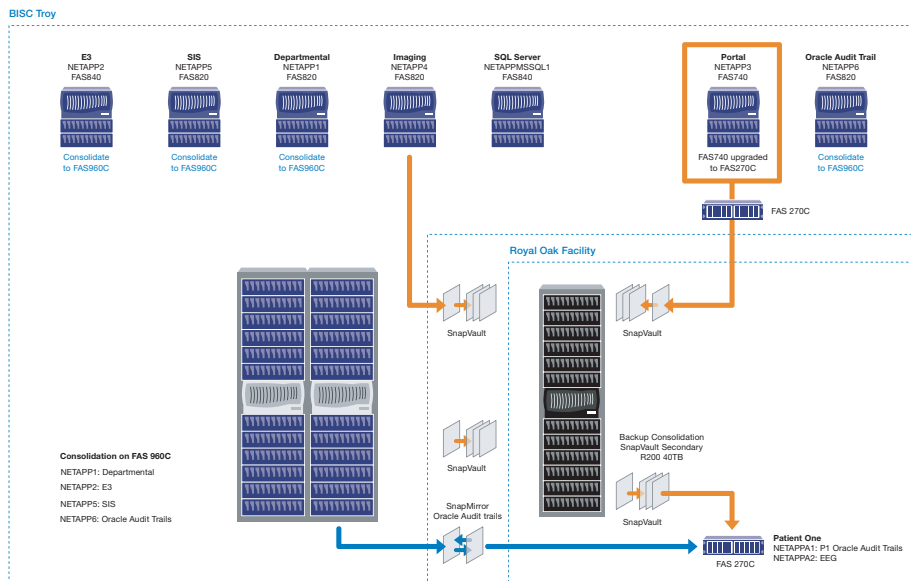 BISC Troy
E3
NETAPP2
FAS840
Consolidate
to FAS960C
SIS
NETAPP5
FAS820
Consolidate
to FAS960C
Departmental
NETAPP1
FAS820
Consolidate
to FAS960C
Imaging
NETAPP4
FAS820
SQL Server
NETAPPMSSQL1
FAS840
Portal
NETAPP3
FAS740
FAS740 upgraded
to FAS270C
Oracle Audit Trail
NETAPP6
FAS820
Consolidate
to FAS960C
FAS 270C
Royal Oak Facility
SnapVault
SnapVault
SnapVault
Backup Consolidation
SnapVault Secondary
R200 40TB
SnapVault
Consolidation on FAS 960C
NETAPP1: Departmental
NETAPP2: E3
NETAPP5: SIS
NETAPP6: Oracle Audit Trails
SnapMirror
Oracle Audit trails
FAS 270C
Patient One
NETAPPA1: P1 Oracle Audit Trails
NETAPPA2: EEG